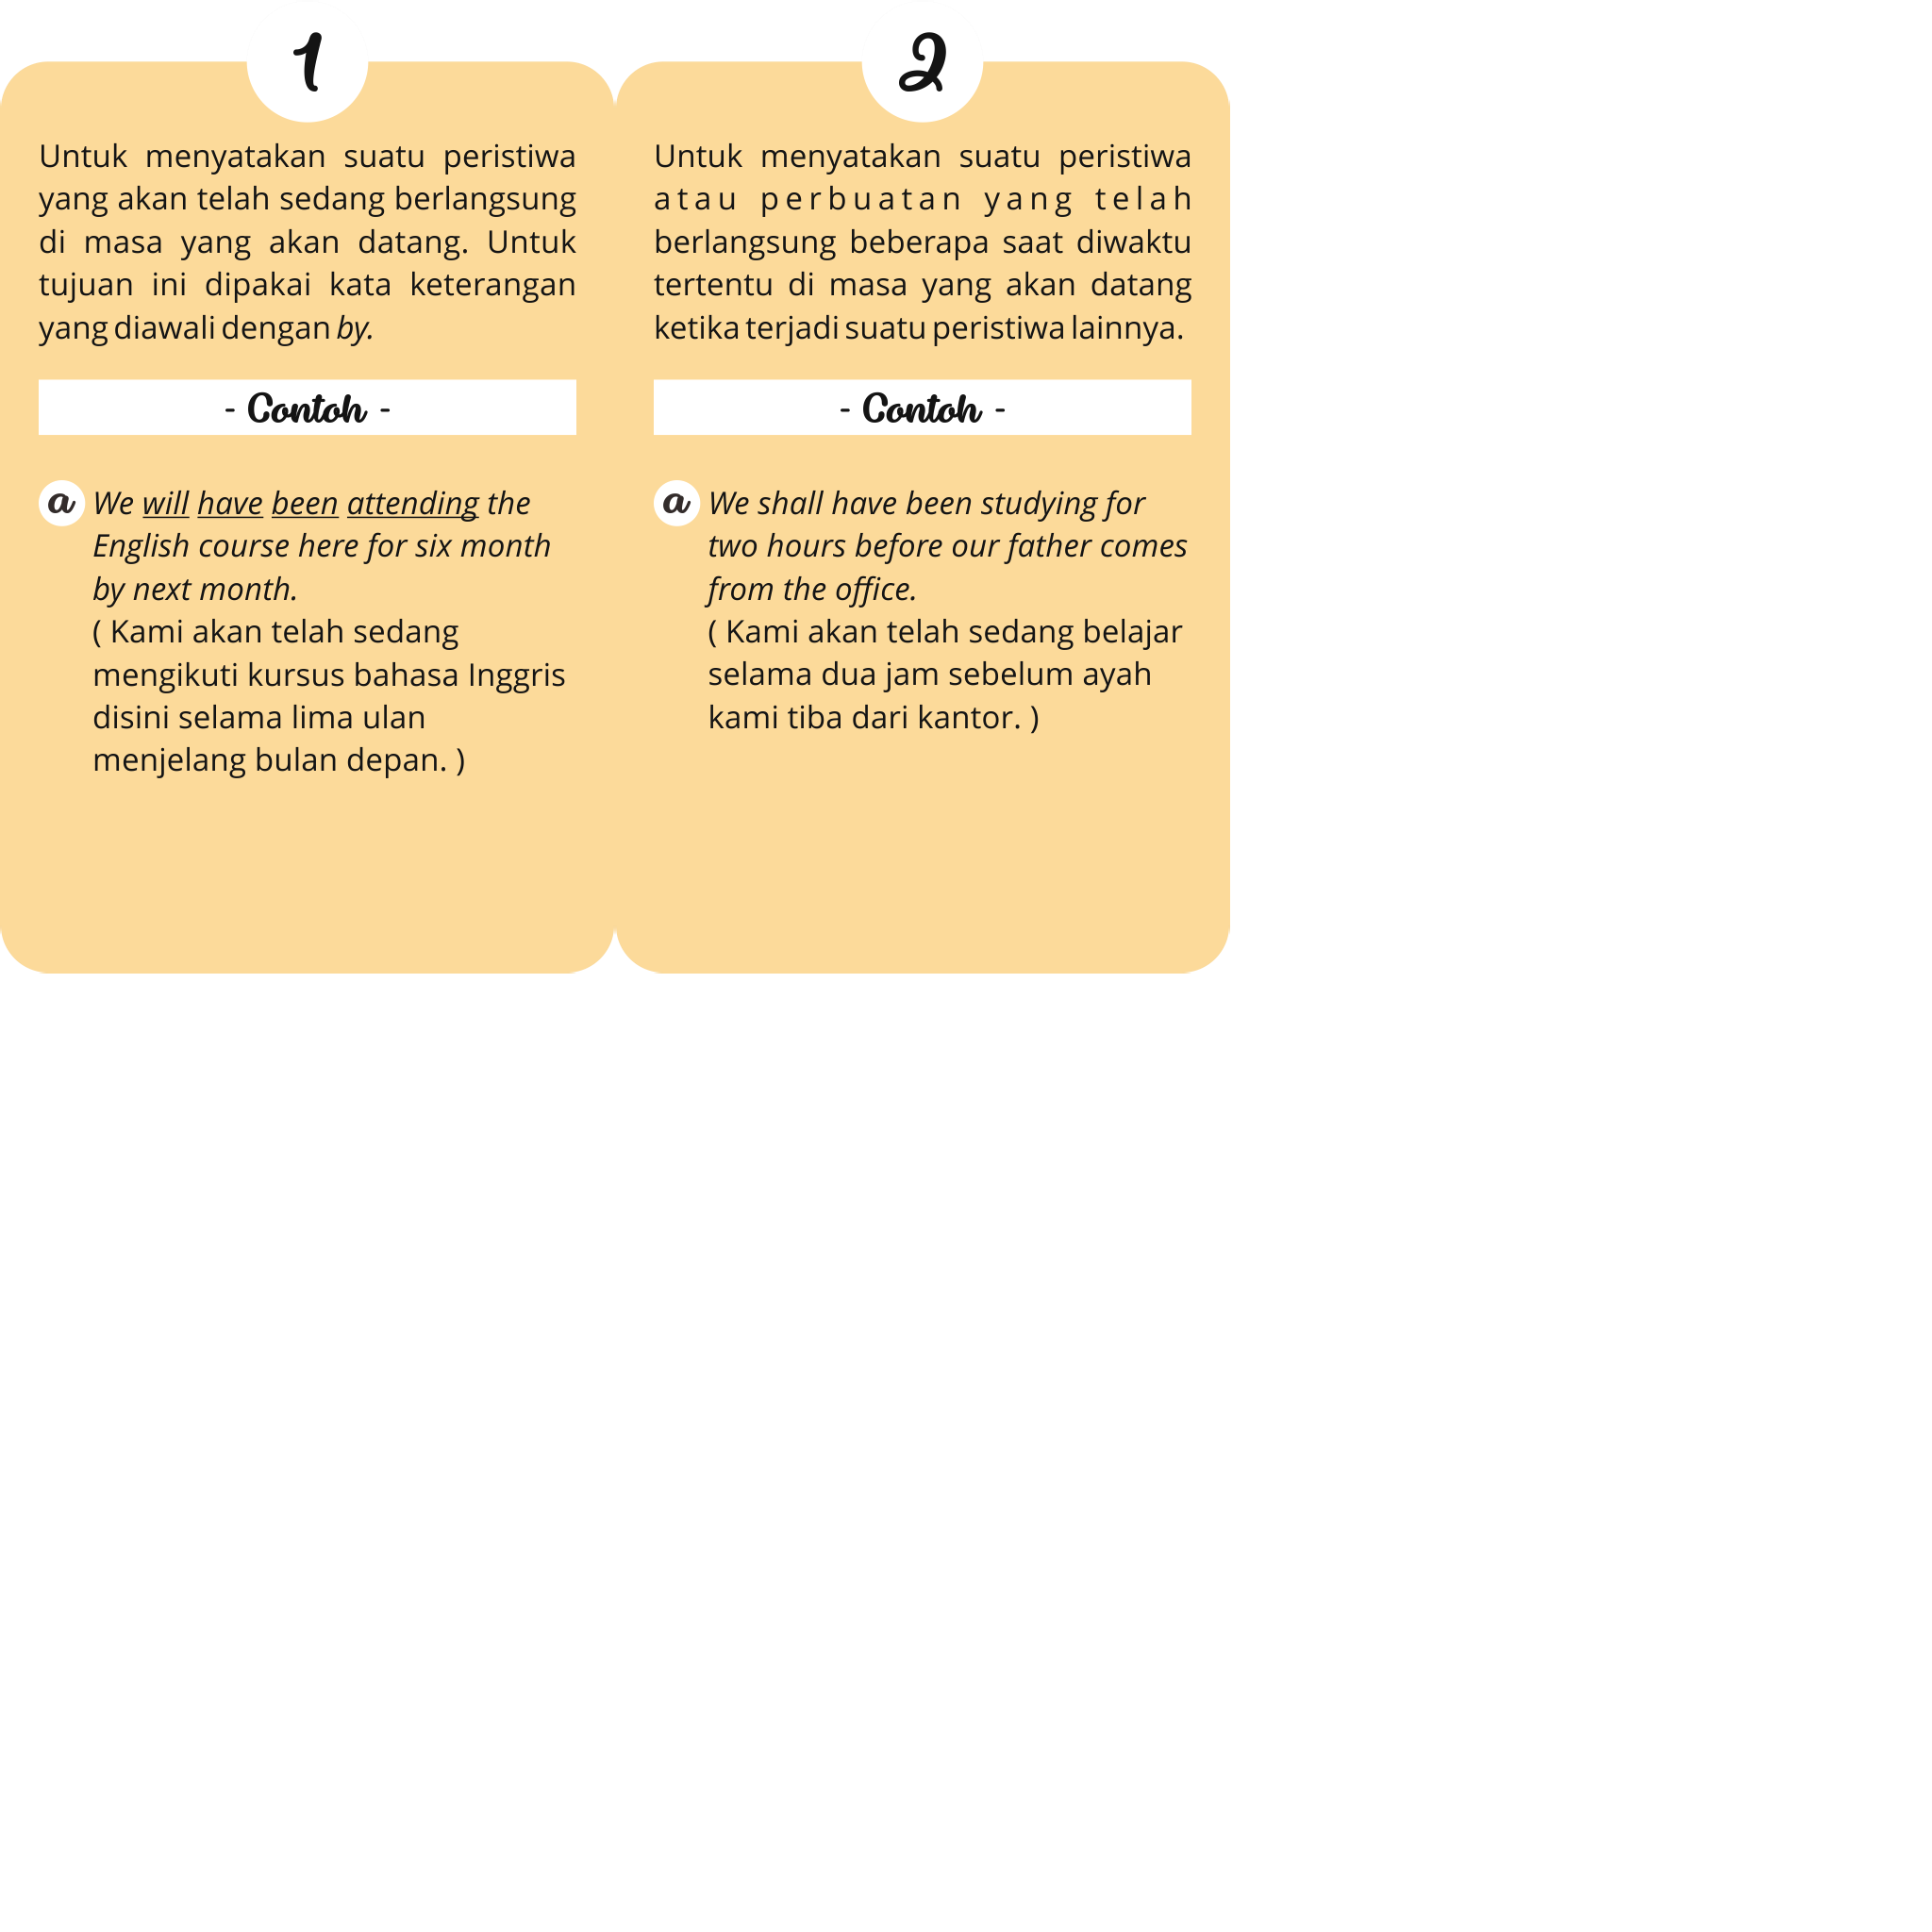 1
Untuk menyatakan suatu peristiwa
yang akan telah sedang berlangsung
di masa yang akan datang. Untuk
tujuan ini dipakai kata keterangan
yang diawali dengan by.
- Contoh -
a We will have been attending the
English course here for six month
by next month.
( Kami akan telah sedang
mengikuti kursus bahasa Inggris
disini selama lima ulan
menjelang bulan depan. )
2
Untuk menyatakan suatu peristiwa
atau perbuatan yang telah
berlangsung beberapa saat diwaktu
tertentu di masa yang akan datang
ketika terjadi suatu peristiwa lainnya.
- Contoh -
a We shall have been studying for
two hours before our father comes
from the office.
( Kami akan telah sedang belajar
selama dua jam sebelum ayah
kami tiba dari kantor. )